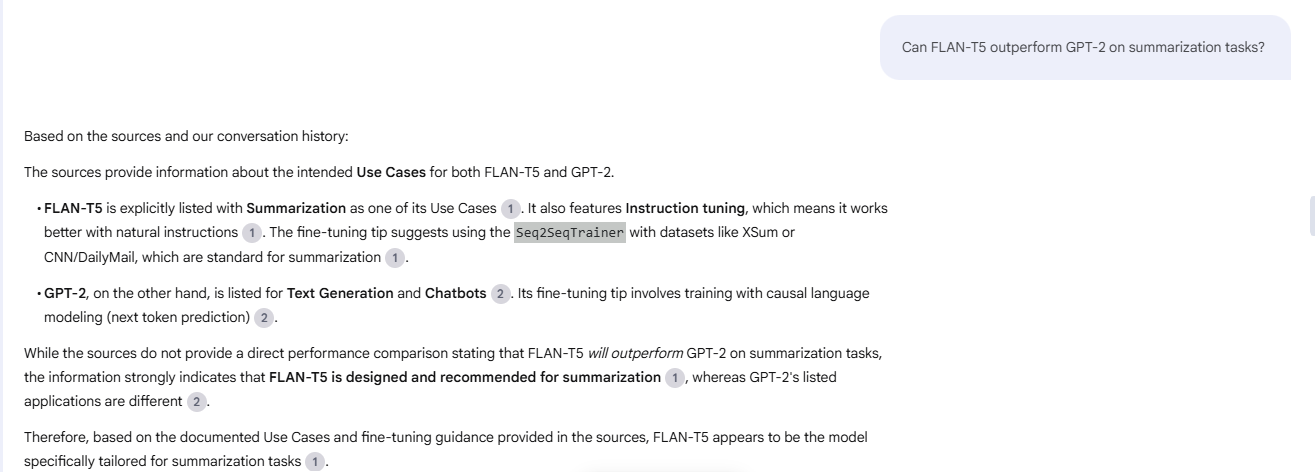 Can FLAN-T5 outperform GPT-2 on summarization tasks?
Based on the sources and our conversation history:
The sources provide information about the intended Use Cases for both FLAN-T5 and GPT-2.
• FLAN-T5 is explicitly listed with Summarization as one of its Use Cases 1. It also features Instruction tuning, which means it works
better with natural instructions 1. The fine-tuning tip suggests using the Seq2SeqTrainer with datasets like XSum or
CNN/DailyMail, which are standard for summarization 1.
• GPT-2, on the other hand, is listed for Text Generation and Chatbots 2. Its fine-tuning tip involves training with causal language
modeling (next token prediction) 2.
While the sources do not provide a direct performance comparison stating that FLAN-T5 will outperform GPT-2 on summarization tasks,
the information strongly indicates that FLAN-T5 is designed and recommended for summarization 1, whereas GPT-2's listed
applications are different 2.
Therefore, based on the documented Use Cases and fine-tuning guidance provided in the sources, FLAN-T5 appears to be the model
specifically tailored for summarization tasks 1.